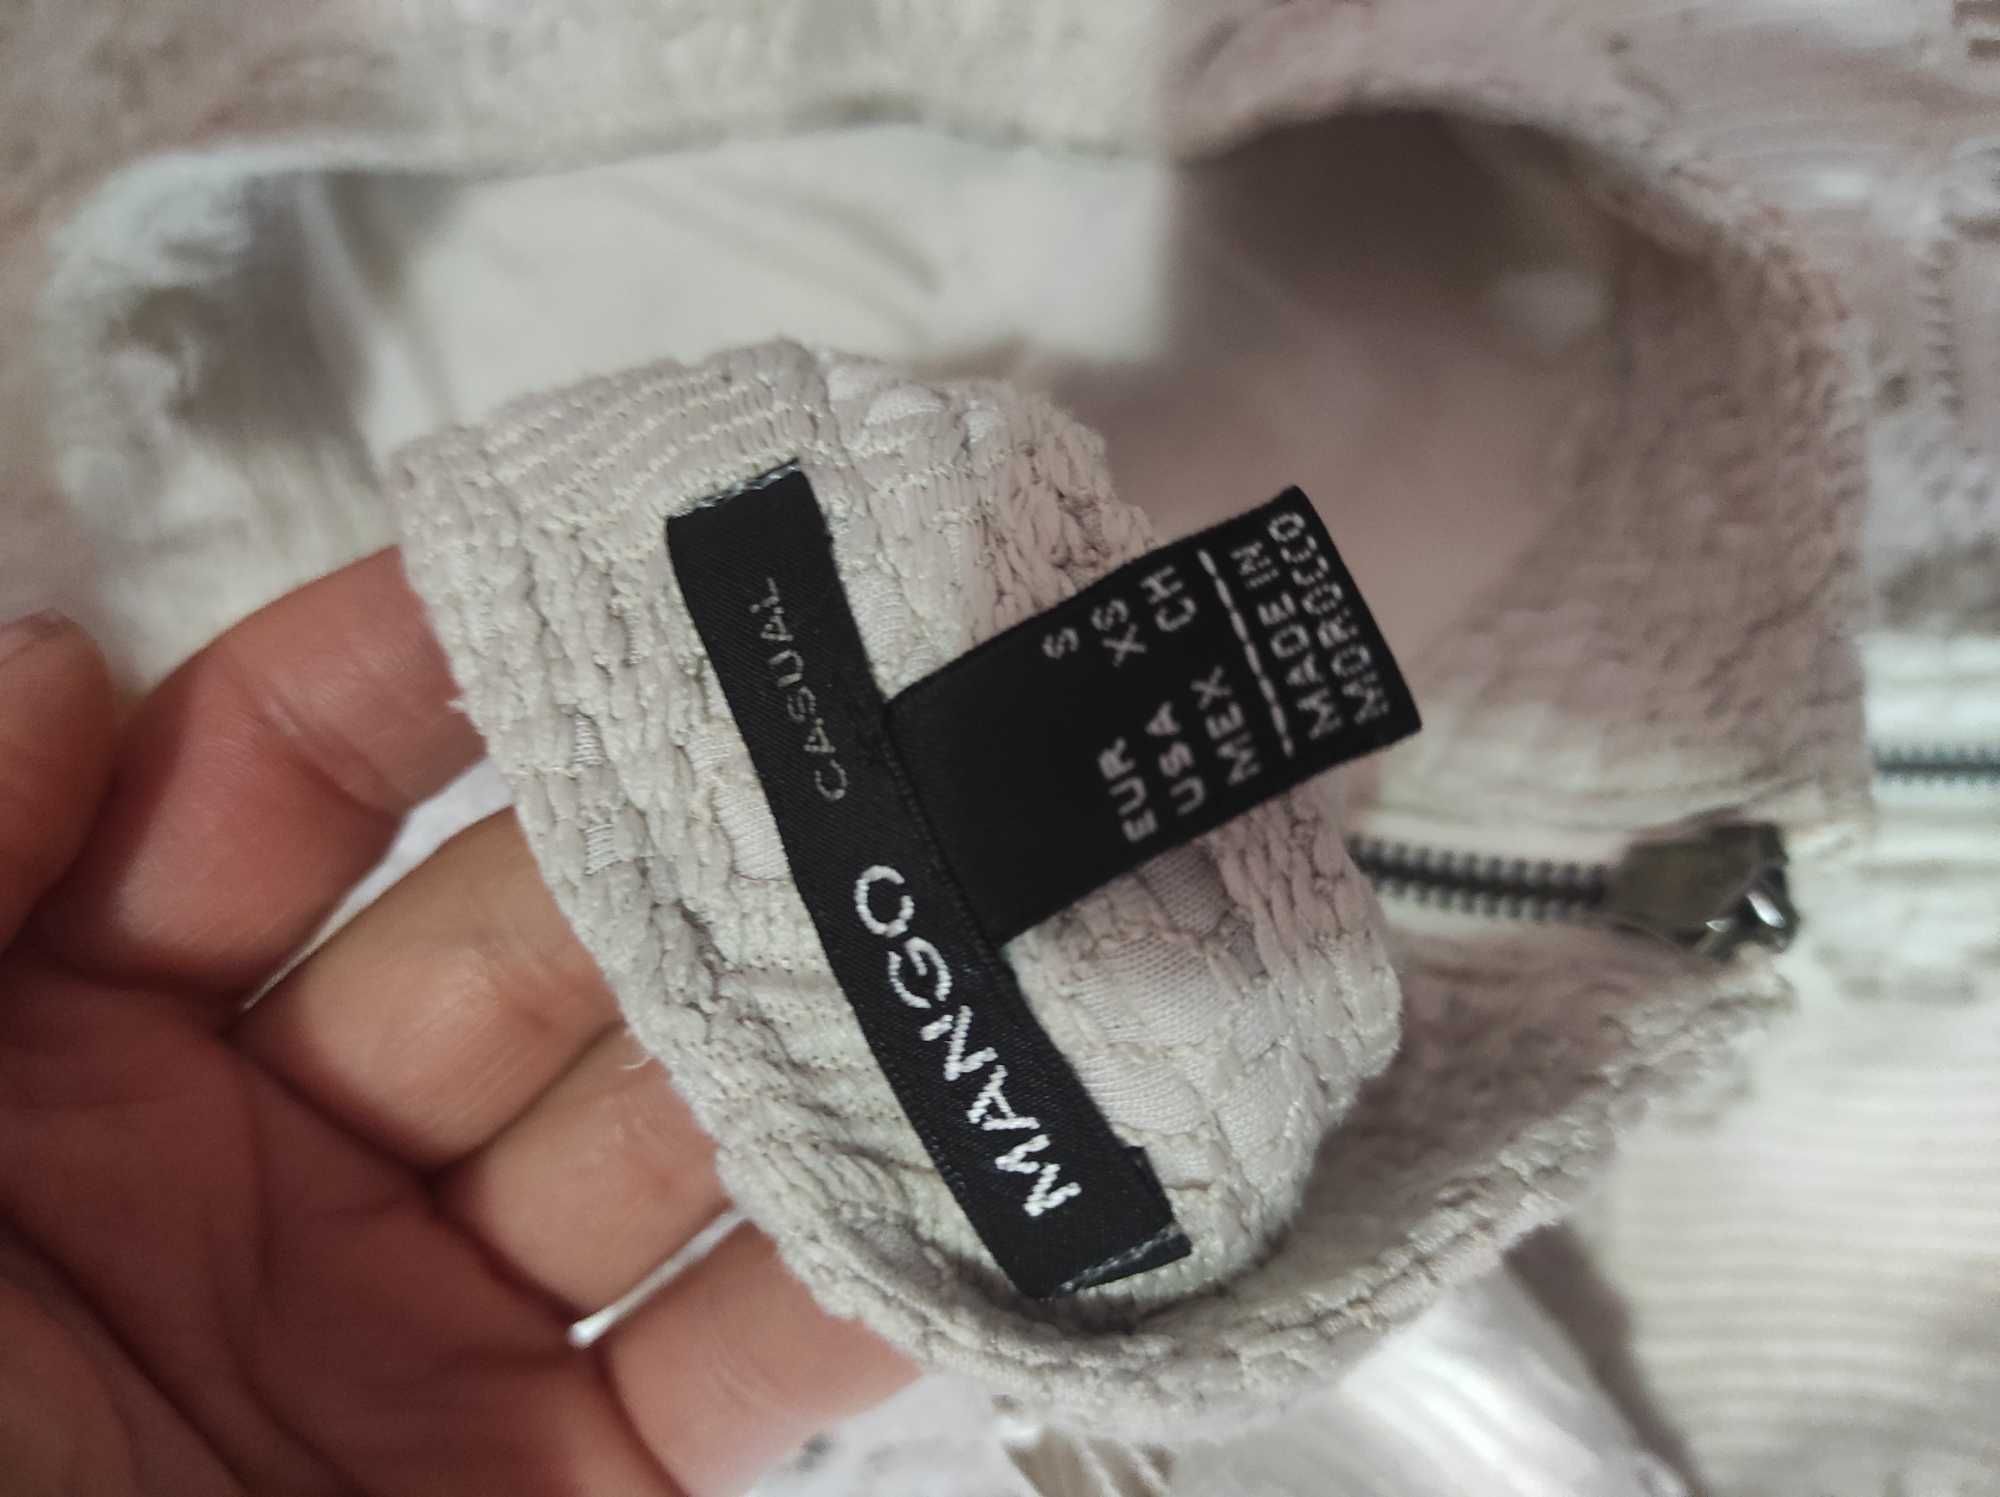 MANGO CASUAL
EUR S
USA XS
MEX CH
MADE IN
MOROCCO